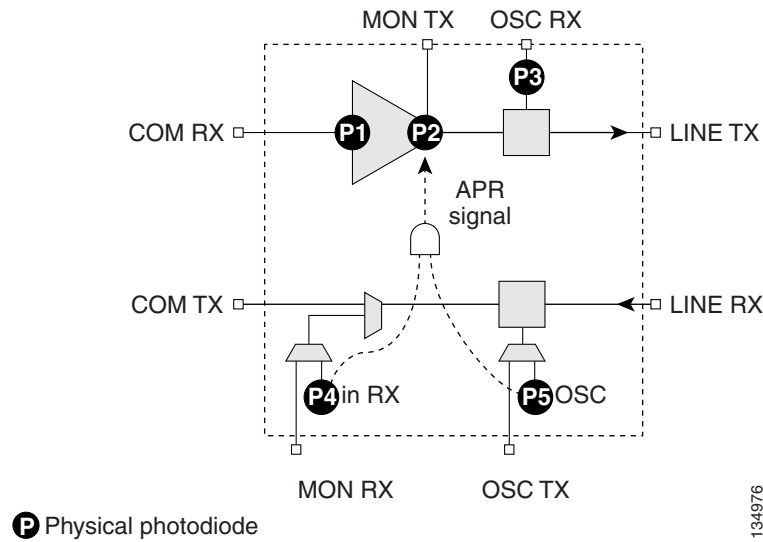 MON TX
OSC RX
P3
COM RX
P1
P2
LINE TX
APR
signal
COM TX
LINE RX
P4
in RX
P5
OSC
MON RX
OSC TX
P Physical photodiode
134976